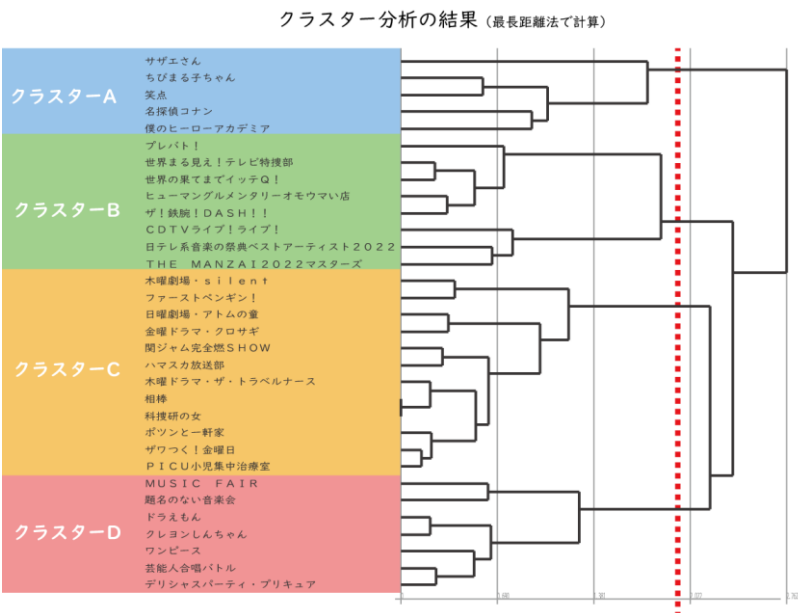 クラスター分析の結果（最長距離法で計算）
クラスターA
サザエさん
ちびまる子ちゃん
笑点
名探偵コナン
僕のヒーローアカデミア
クラスターB
プレバト！
世界まる見え！テレビ特捜部
世界の果てまでイッテＱ！
ヒューマングルメンタリーオモウマい店
ザ！鉄腕！ＤＡＳＨ！！
ＣＤＴＶライブ！ライブ！
日テレ系音楽の祭典ベストアーティスト２０２２
ＴＨＥ　ＭＡＮＺＡＩ２０２２マスターズ
クラスターC
木曜劇場・ｓｉｌｅｎｔ
ファーストペンギン！
日曜劇場・アトムの童
金曜ドラマ・クロサギ
関ジャム完全燃ＳＨＯＷ
ハマスカ放送部
木曜ドラマ・ザ・トラベルナース
相棒
科捜研の女
ポツンと一軒家
ザワつく！金曜日
ＰＩＣＵ小児集中治療室
クラスターD
ＭＵＳＩＣ　ＦＡＩＲ
題名のない音楽会
ドラえもん
クレヨンしんちゃん
ワンピース
芸能人合唱バトル
デリシャスパーティ・プリキュア